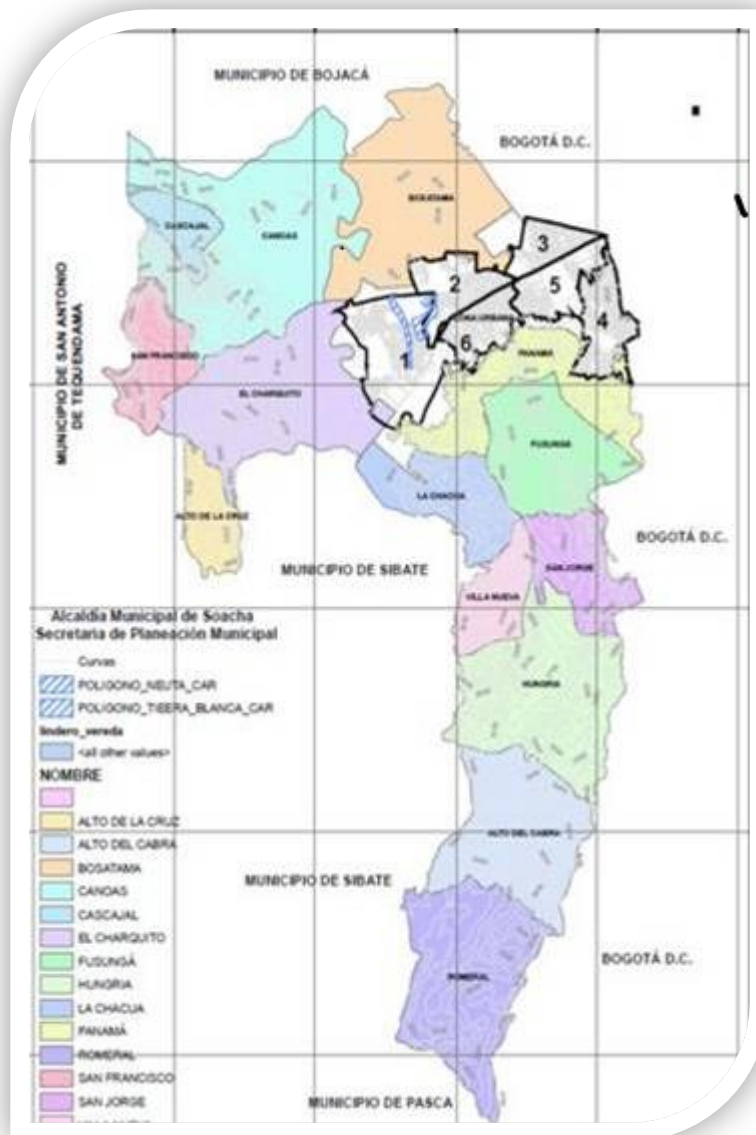 MUNICIPIO DE BOJACÁ
BOGOTÁ D.C.
BOSATAMA
CASCAJAL
CANOAS
3
2
5
ZONA URBANA
4
6
1
PANAMA
MUNICIPIO DE SAN ANTONIO
DE TEQUENDAMA
SAN FRANCISCO
EL CHARQUITO
FUSUNGA
LA CHACUA
ALTO DE LA CRUZ
BOGOTÁ D.C.
MUNICIPIO DE SIBATE
SAN JORGE
VILLA NUEVA
Alcaldía Municipal de Soacha
Secretaria de Planeación Municipal
Curvas
POLIGONO_NEUTA_CAR
POLIGONO_TIBERA_BLANCA_CAR
lindero_vereda
<all other values>
NOMBRE
ALTO DE LA CRUZ
ALTO DEL CABRA
BOSATAMA
CANOAS
CASCAJAL
EL CHARQUITO
FUSUNGÁ
HUNGRIA
LA CHACUA
PANAMÁ
ROMERAL
SAN FRANCISCO
SAN JORGE
HUNGRIA
ALTO DEL CABRA
MUNICIPIO DE SIBATE
BOGOTÁ D.C.
ROMERAL
MUNICIPIO DE PASCA